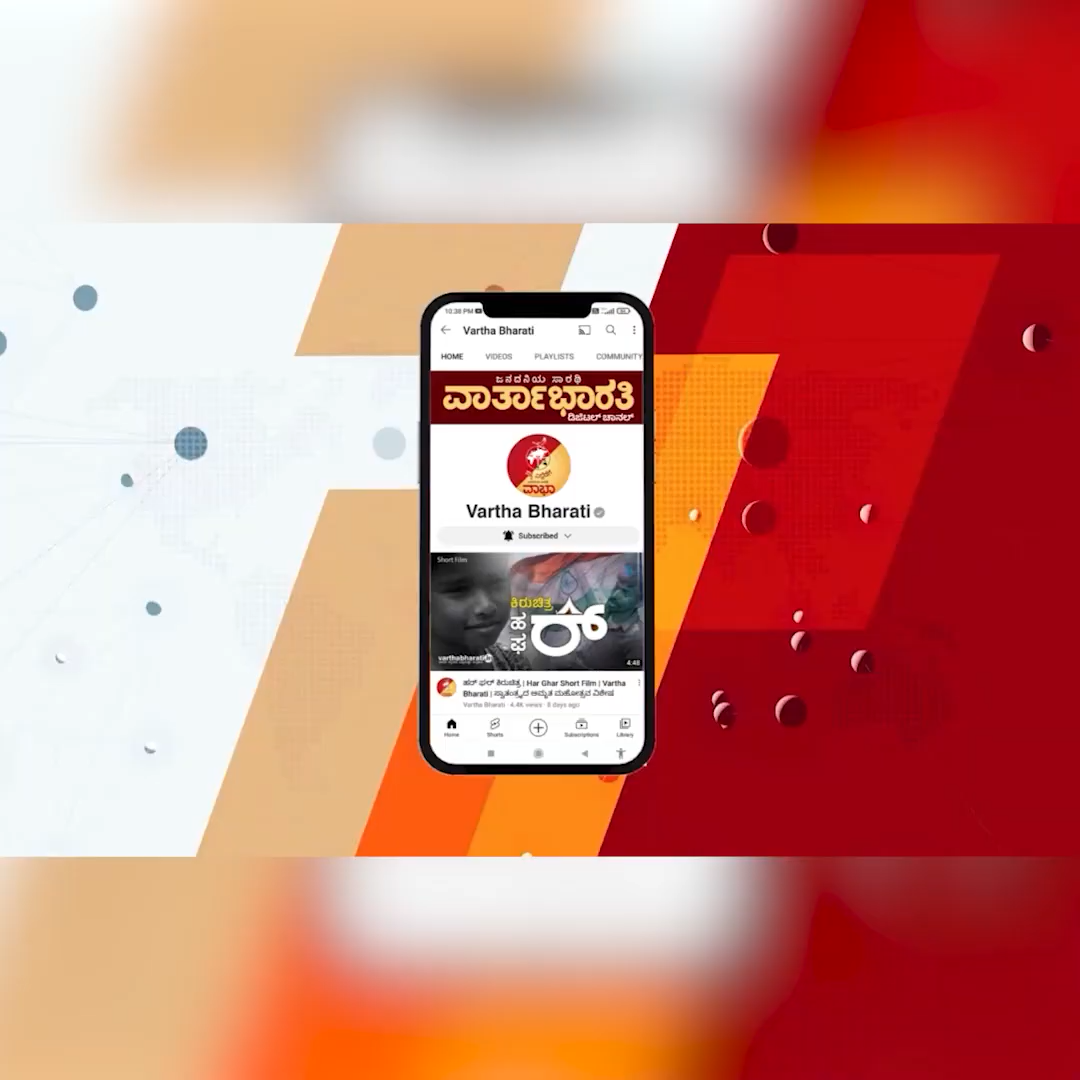 10:38 PM
Vartha Bharati
HOME VIDEOS PLAYLISTS COMMUNITY
ಜನದನಿಯ ಸಾರಥಿ
ವಾರ್ತಾಭಾರತಿ
ಡಿಜಿಟಲ್ ಚಾನಲ್
ವಾಭಾ
Vartha Bharati
Subscribed
Short Film
ಕಿರುಚಿತ್ರ
varthabharati
4:48
ಹರ್ ಘರ್ ಕಿರುಚಿತ್ರ | Har Ghar Short Film | Vartha
Bharati | ಸ್ವಾತಂತ್ರ್ಯದ ಅಮೃತ ಮಹೋತ್ಸವ ವಿಶೇಷ
Vartha Bharati · 4.4K views · 8 days ago
Home Shorts Subscriptions Library